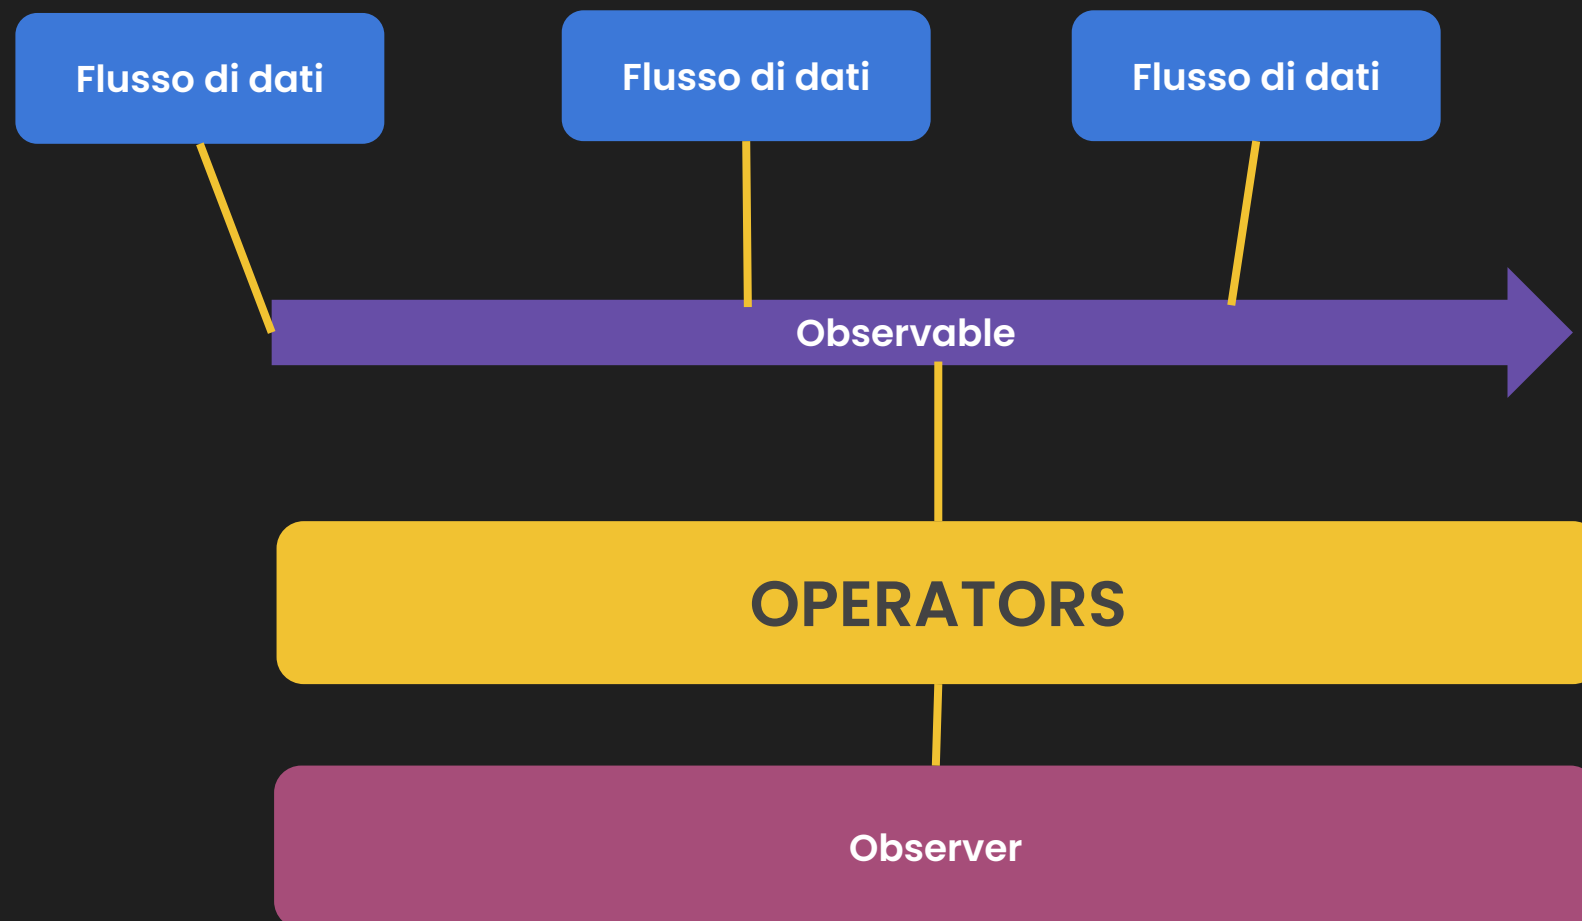 Flusso di dati
Flusso di dati
Flusso di dati
Observable
OPERATORS
Observer